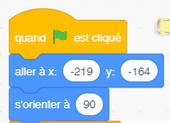 quand est cliqué
aller à x: -219 y: -164
s'orienter à 90